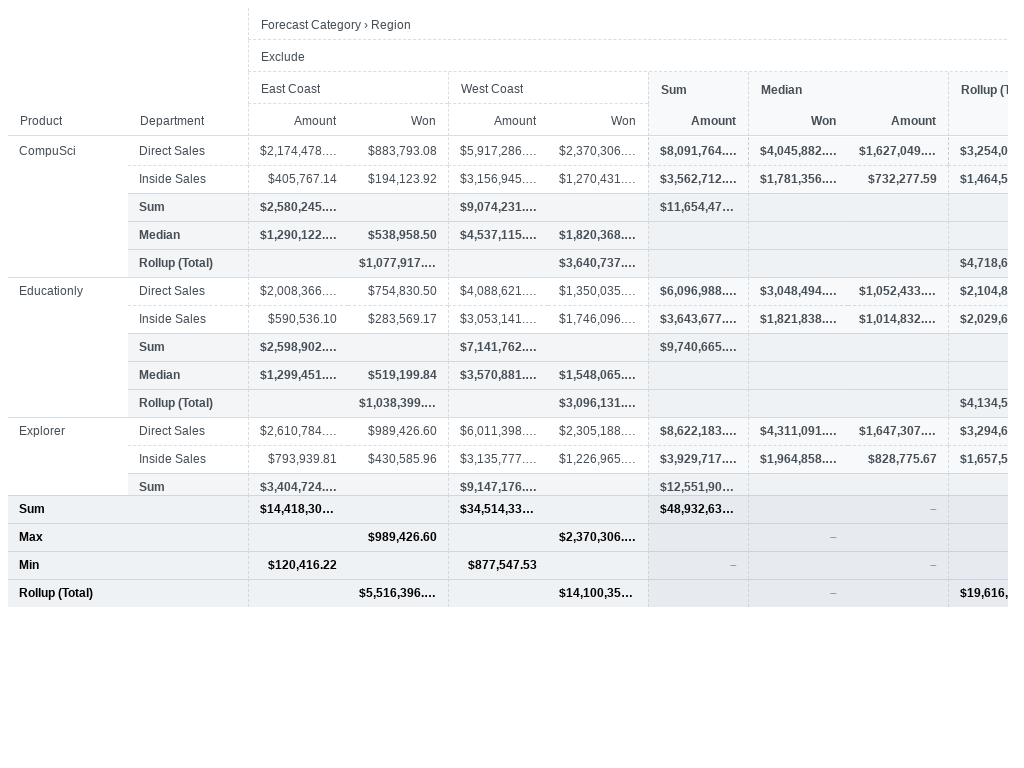 Forecast Category › Region
Exclude
East Coast West Coast Sum Median Rollup (T
Product Department Amount Won Amount Won Amount Won Amount
CompuSci Direct Sales $2,174,478.… $883,793.08 $5,917,286.… $2,370,306.… $8,091,764.… $4,045,882.… $1,627,049.… $3,254,0
Inside Sales $405,767.14 $194,123.92 $3,156,945.… $1,270,431.… $3,562,712.… $1,781,356.… $732,277.59 $1,464,5
Sum $2,580,245.… $9,074,231.… $11,654,47…
Median $1,290,122.… $538,958.50 $4,537,115.… $1,820,368.…
Rollup (Total) $1,077,917.… $3,640,737.… $4,718,6
Educationly Direct Sales $2,008,366.… $754,830.50 $4,088,621.… $1,350,035.… $6,096,988.… $3,048,494.… $1,052,433.… $2,104,8
Inside Sales $590,536.10 $283,569.17 $3,053,141.… $1,746,096.… $3,643,677.… $1,821,838.… $1,014,832.… $2,029,6
Sum $2,598,902.… $7,141,762.… $9,740,665.…
Median $1,299,451.… $519,199.84 $3,570,881.… $1,548,065.…
Rollup (Total) $1,038,399.… $3,096,131.… $4,134,5
Explorer Direct Sales $2,610,784.… $989,426.60 $6,011,398.… $2,305,188.… $8,622,183.… $4,311,091.… $1,647,307.… $3,294,6
Inside Sales $793,939.81 $430,585.96 $3,135,777.… $1,226,965.… $3,929,717.… $1,964,858.… $828,775.67 $1,657,5
Sum $3,404,724.… $9,147,176.… $12,551,90…
Sum $14,418,30… $34,514,33… $48,932,63… –
Max $989,426.60 $2,370,306.… –
Min $120,416.22 $877,547.53 – –
Rollup (Total) $5,516,396.… $14,100,35… – $19,616,